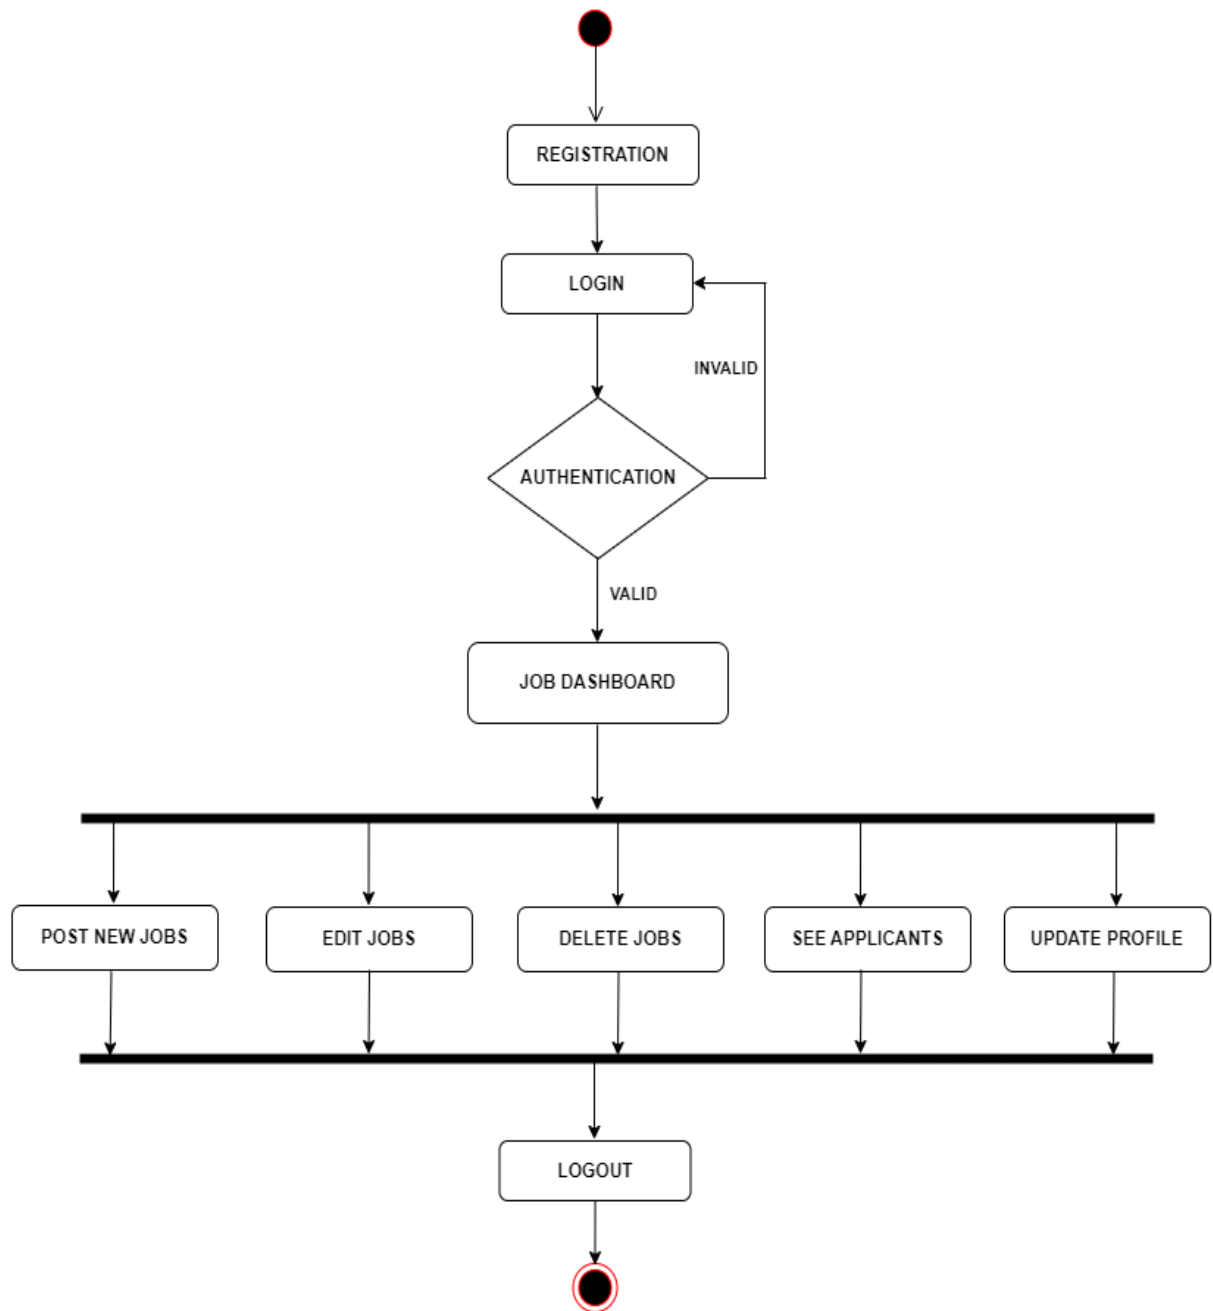 REGISTRATION
LOGIN
INVALID
AUTHENTICATION
VALID
JOB DASHBOARD
POST NEW JOBS
EDIT JOBS
DELETE JOBS
SEE APPLICANTS
UPDATE PROFILE
LOGOUT